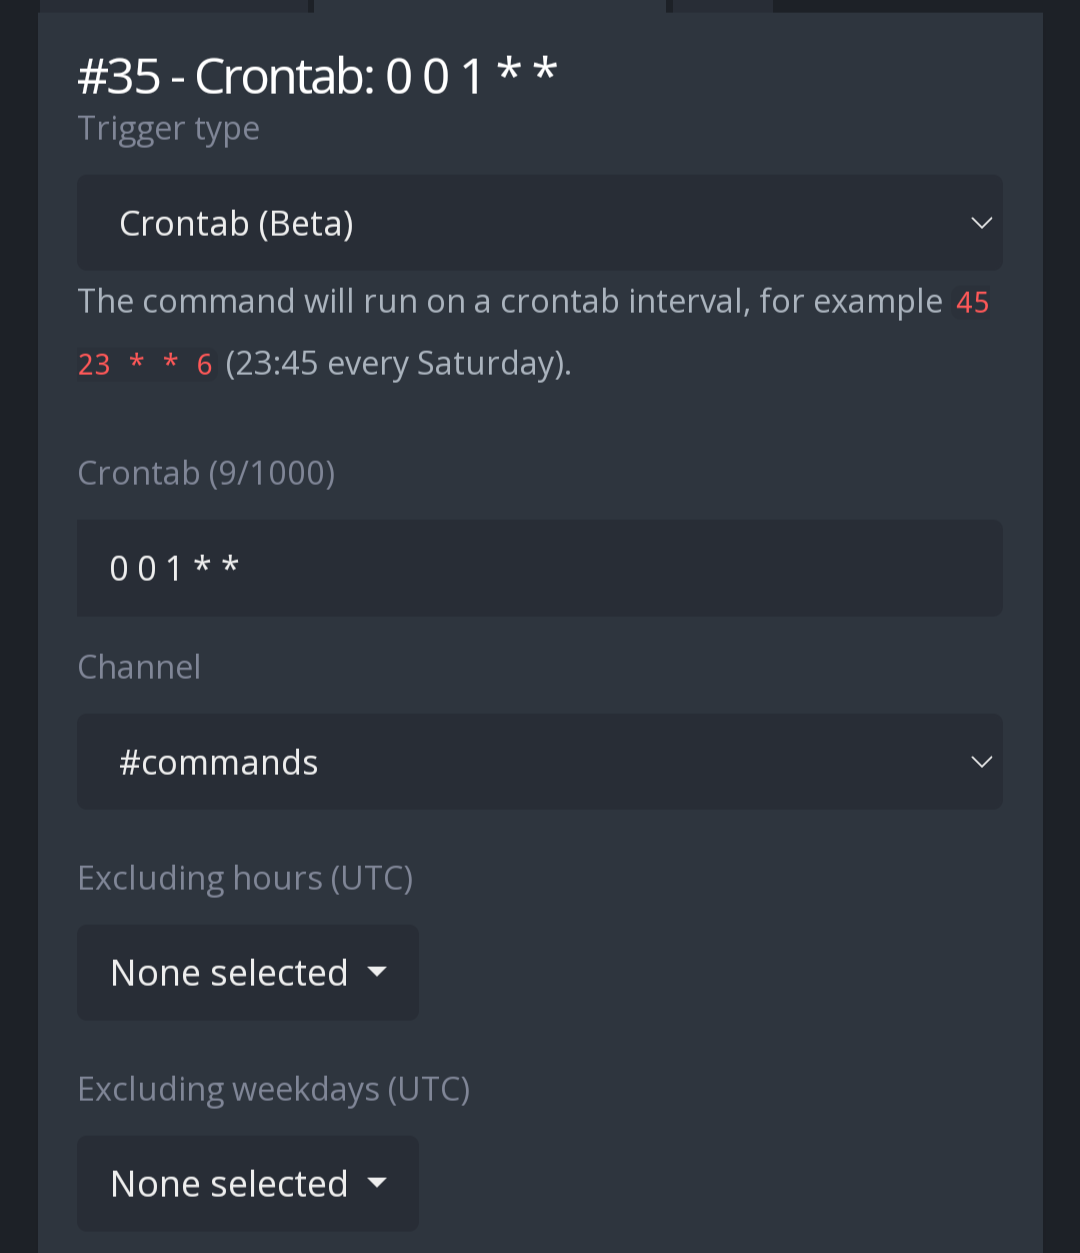 #35 - Crontab: 0 0 1 * *
Trigger type
Crontab (Beta)
The command will run on a crontab interval, for example 45
23 * * 6 (23:45 every Saturday).
Crontab (9/1000)
0 0 1 * *
Channel
#commands
Excluding hours (UTC)
None selected
Excluding weekdays (UTC)
None selected